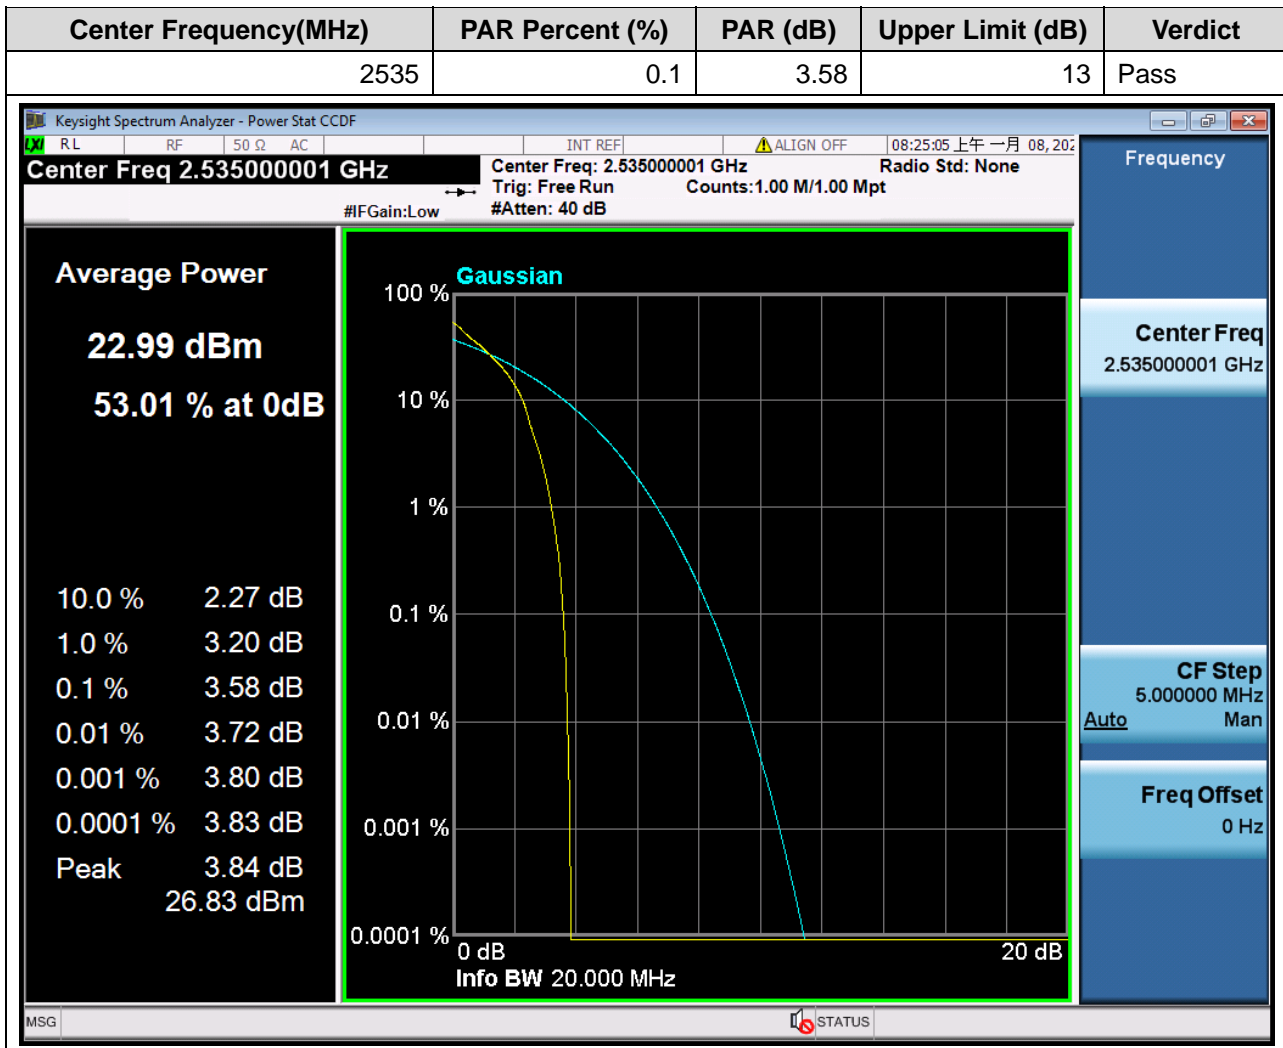 Center Frequency(MHz) PAR Percent (%) PAR (dB) Upper Limit (dB) Verdict
2535 0.1 3.58 13 Pass
Keysight Spectrum Analyzer - Power Stat CCDF
LXI RL RF 50 Ω AC INT REF ALIGN OFF 08:25:05 上午 一月 08, 202
Center Freq 2.535000001 GHz
Center Freq: 2.535000001 GHz Radio Std: None
Trig: Free Run Counts:1.00 M/1.00 Mpt
#IFGain:Low #Atten: 40 dB
Average Power
22.99 dBm
53.01 % at 0dB
10.0 % 2.27 dB
1.0 % 3.20 dB
0.1 % 3.58 dB
0.01 % 3.72 dB
0.001 % 3.80 dB
0.0001 % 3.83 dB
Peak 3.84 dB
26.83 dBm
Gaussian
100 %
10 %
1 %
0.1 %
0.01 %
0.001 %
0.0001 %
0 dB 20 dB
Info BW 20.000 MHz
Frequency
Center Freq
2.535000001 GHz
CF Step
5.000000 MHz
Auto Man
Freq Offset
0 Hz
MSG STATUS